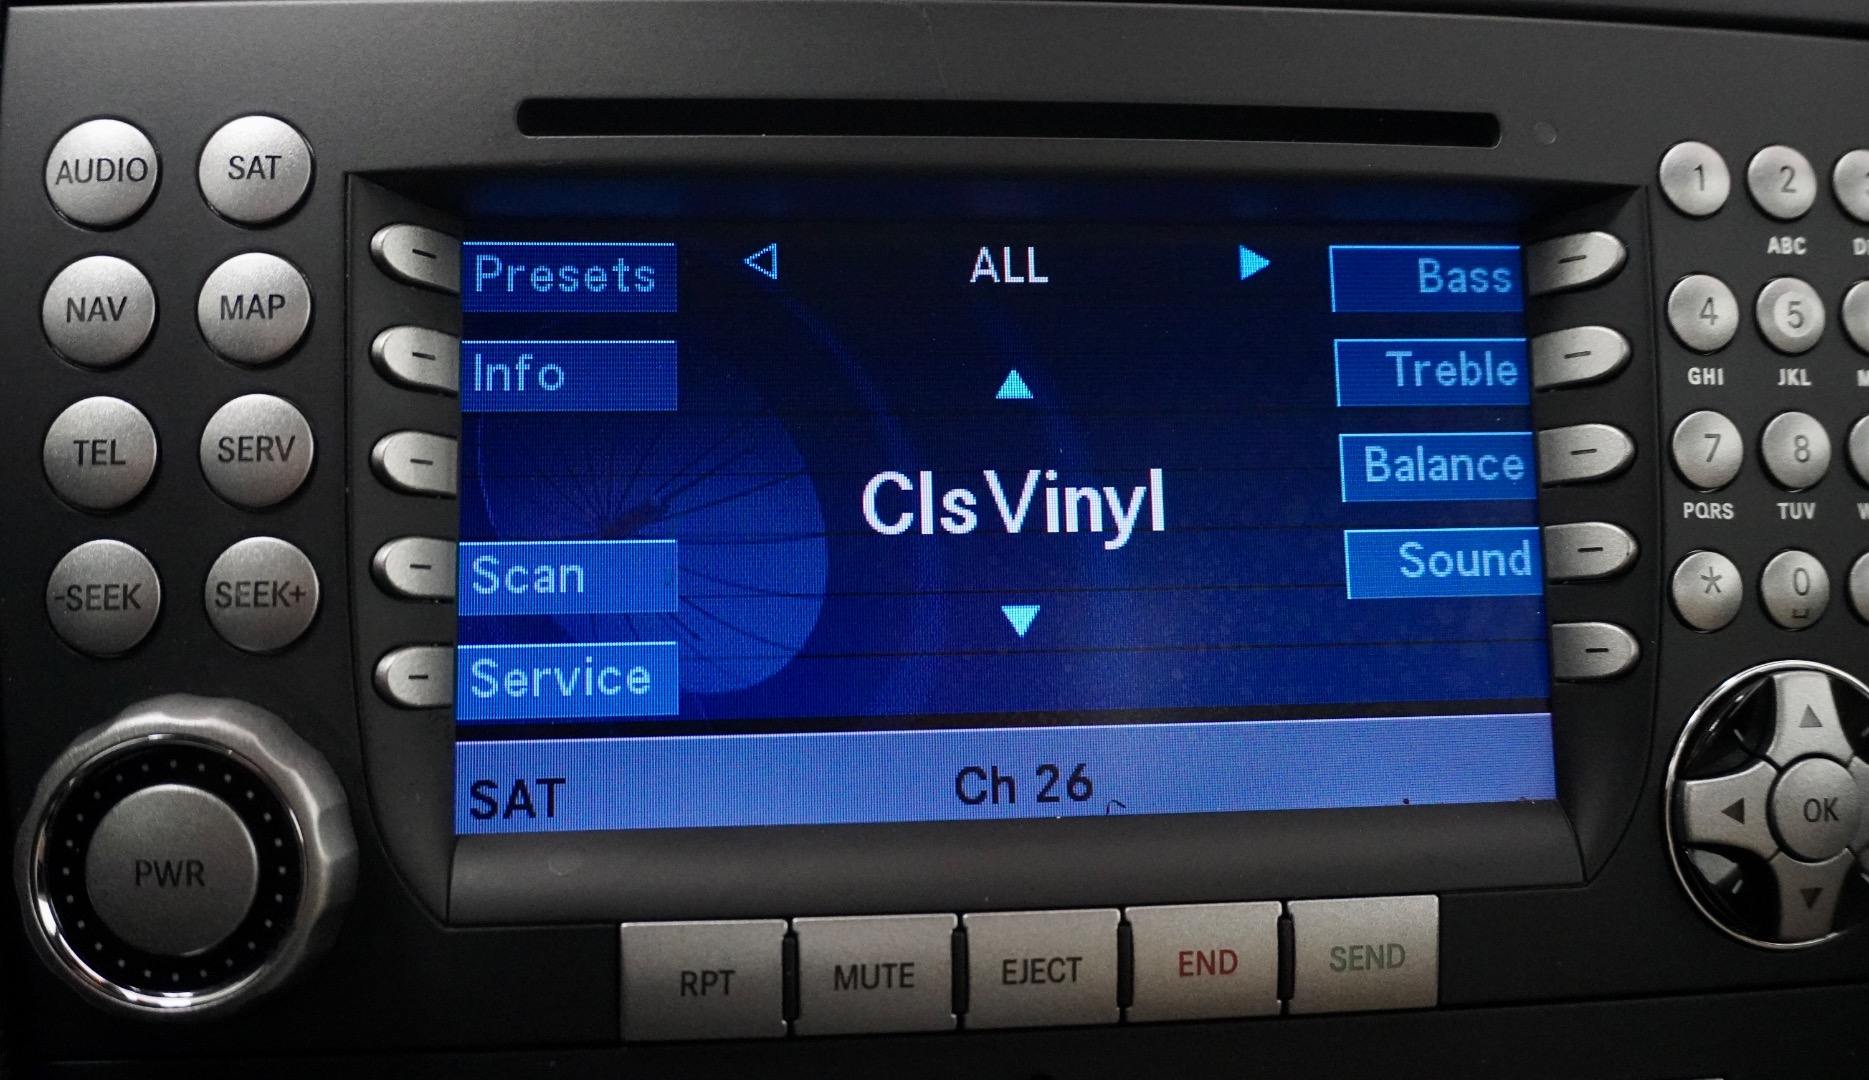 AUDIO SAT
NAV MAP
TEL SERV
-SEEK SEEK+
PWR
Presets
Info
Scan
Service
ALL
ClsVinyl
Bass
Treble
Balance
Sound
SAT Ch 26
RPT MUTE EJECT END SEND
1 2
ABC
4 5
GHI JKL
7 8
PQRS TUV
* 0
OK